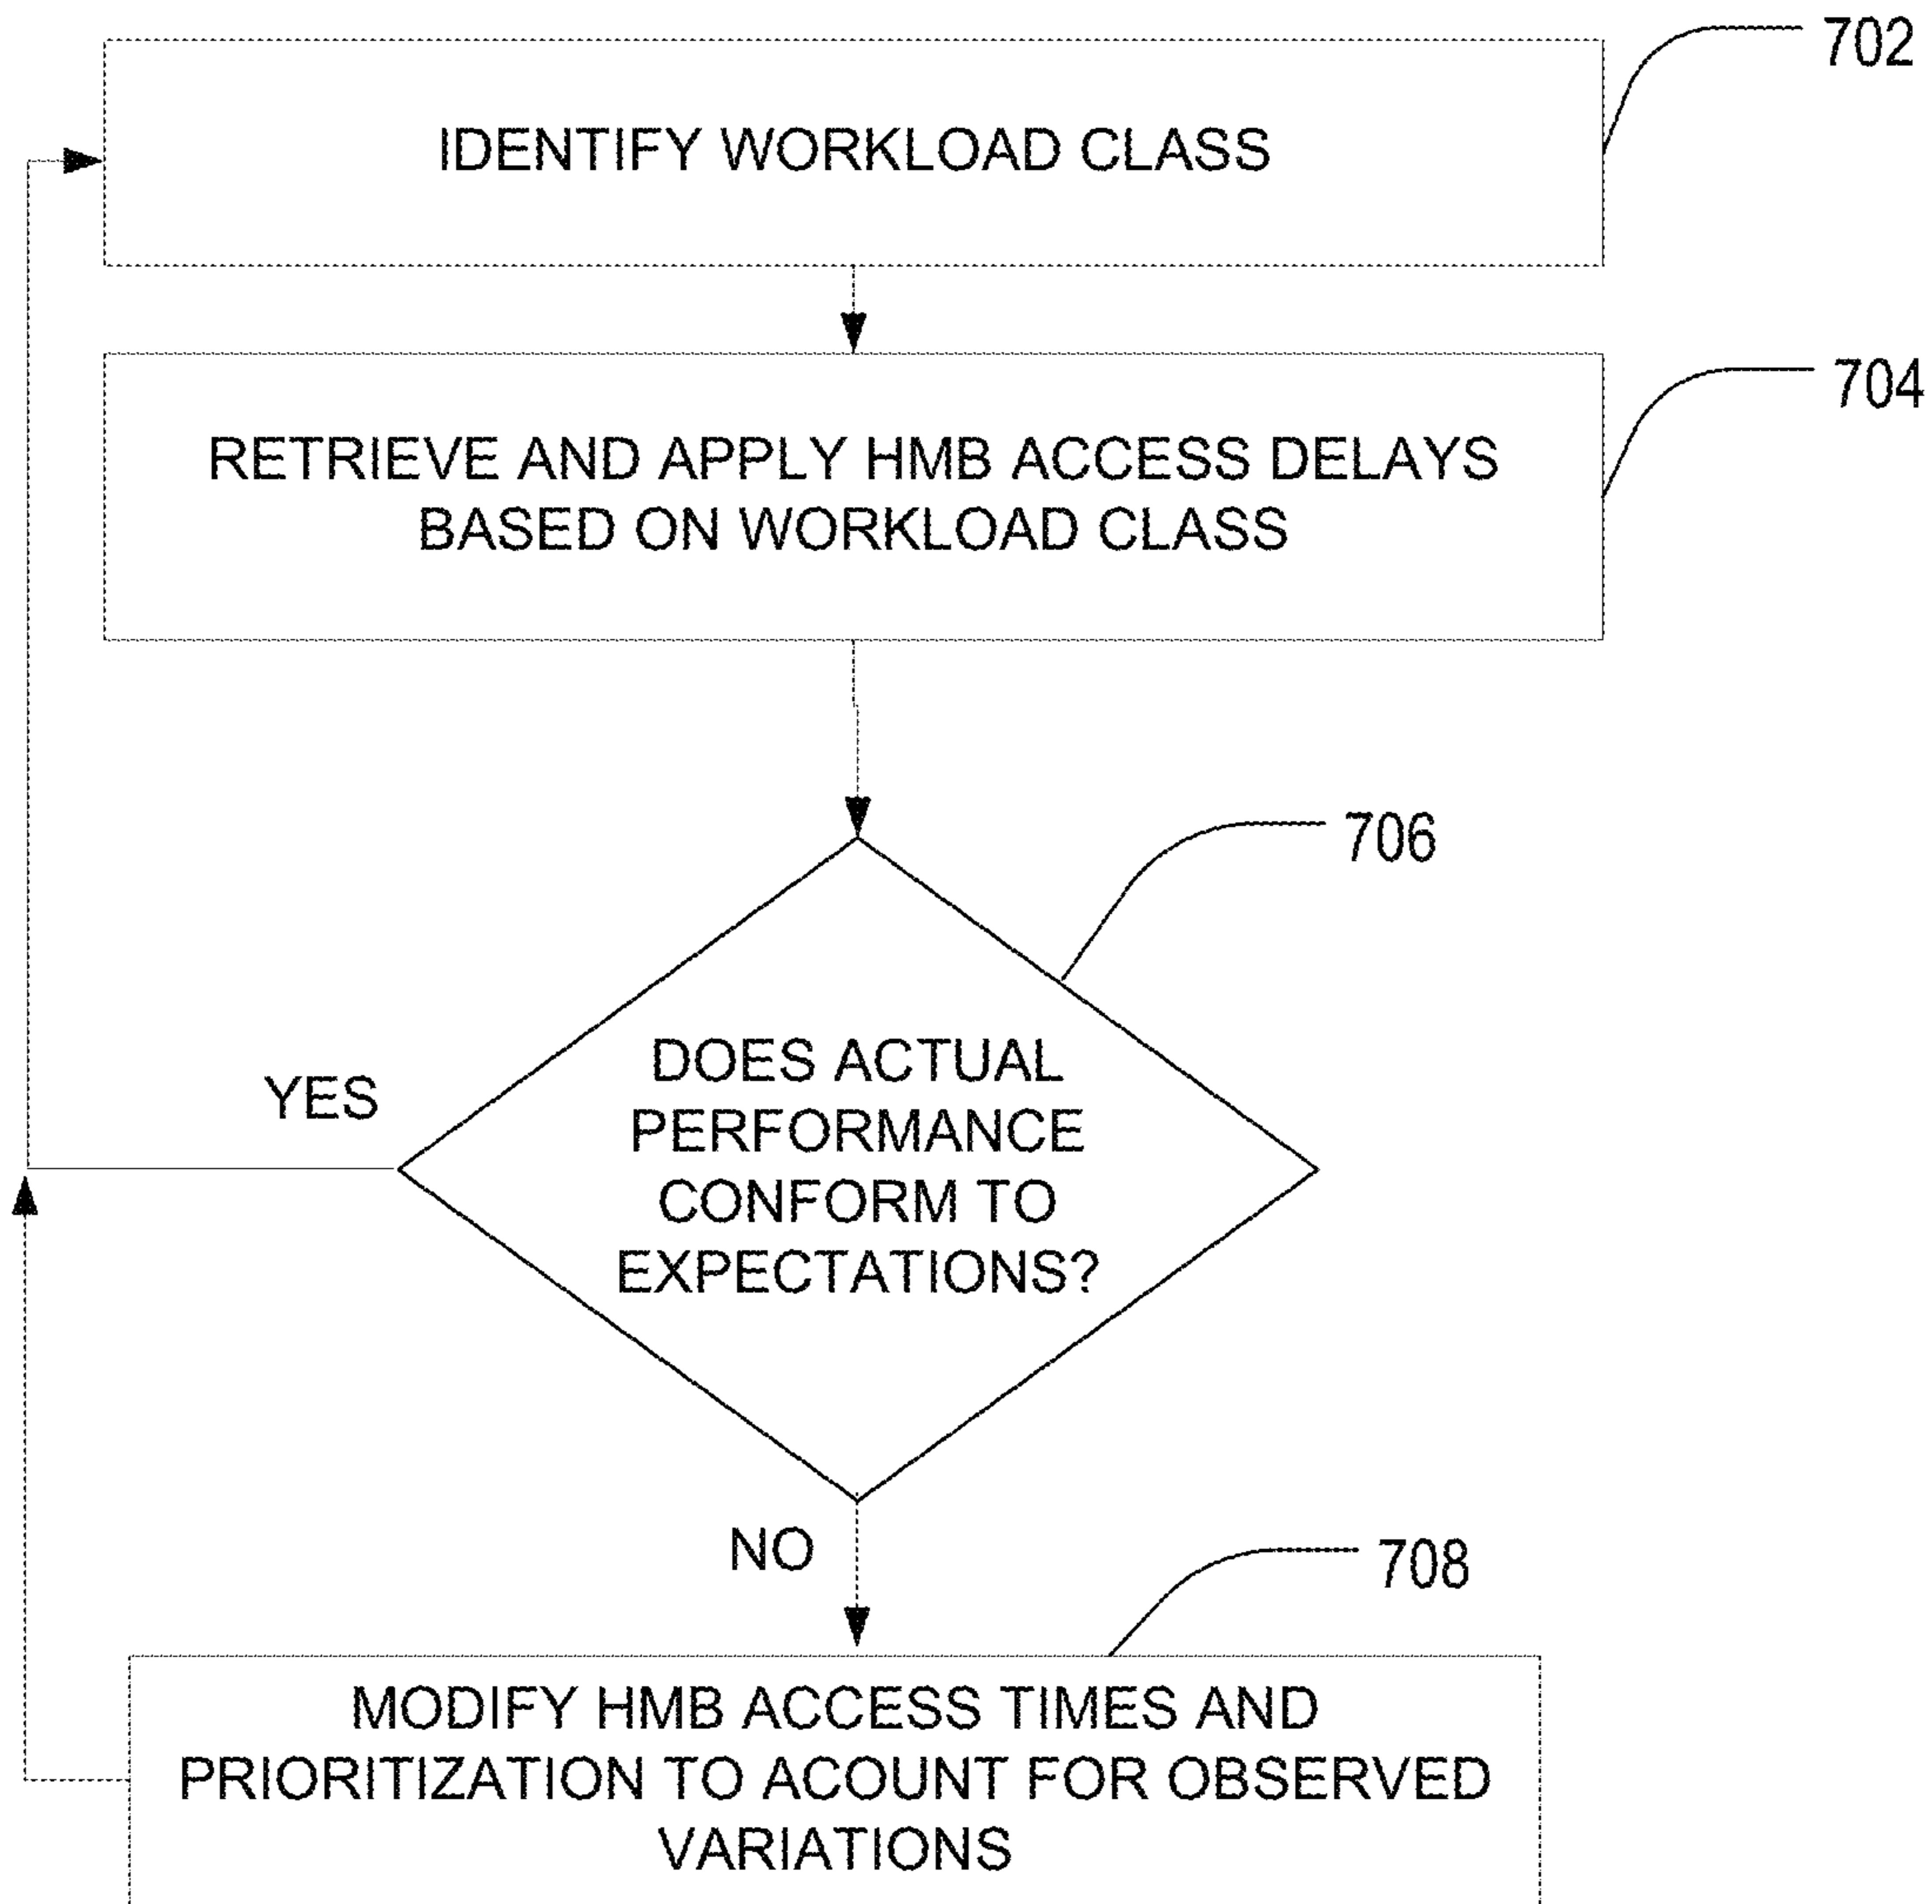 702
IDENTIFY WORKLOAD CLASS
704
RETRIEVE AND APPLY HMB ACCESS DELAYS
BASED ON WORKLOAD CLASS
706
DOES ACTUAL
PERFORMANCE
CONFORM TO
EXPECTATIONS?
YES
NO
708
MODIFY HMB ACCESS TIMES AND
PRIORITIZATION TO ACOUNT FOR OBSERVED
VARIATIONS